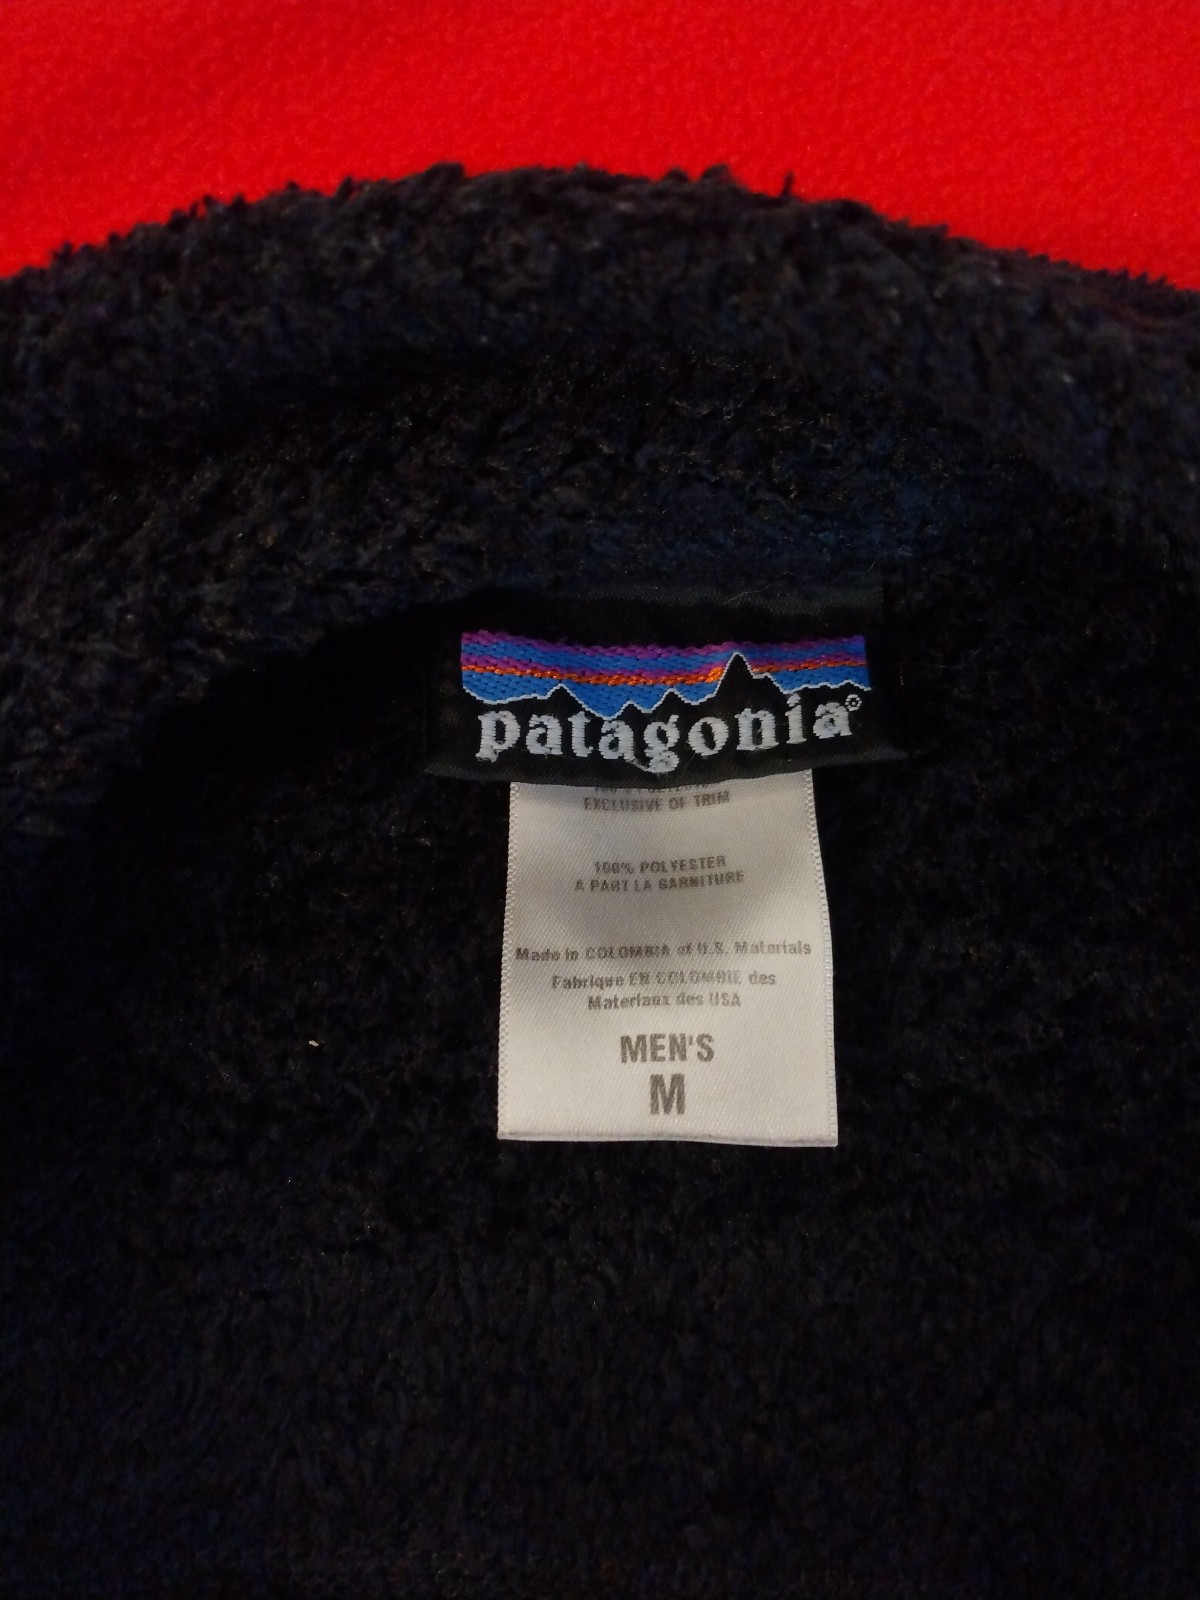 patagonia®
EXCLUSIVE OF TRIM
100% POLYESTER
A PART LA GARNITURE
Made in COLOMBIA of U.S. Materials
Fabrique EN COLOMBIE des
Materiaux des USA
MEN'S
M